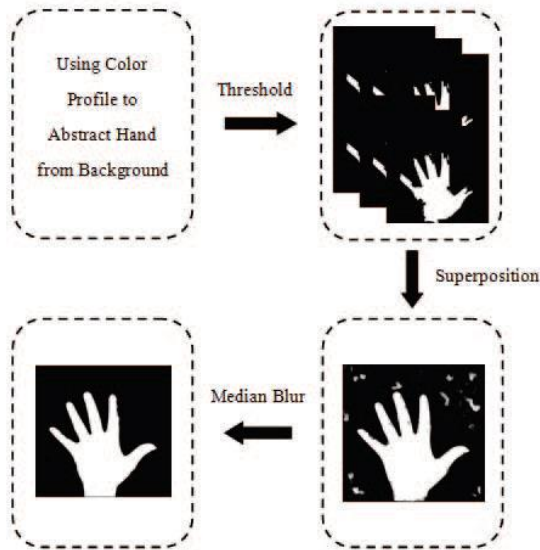 Using Color
Profile to
Abstract Hand
from Background
Threshold
Superposition
Median Blur